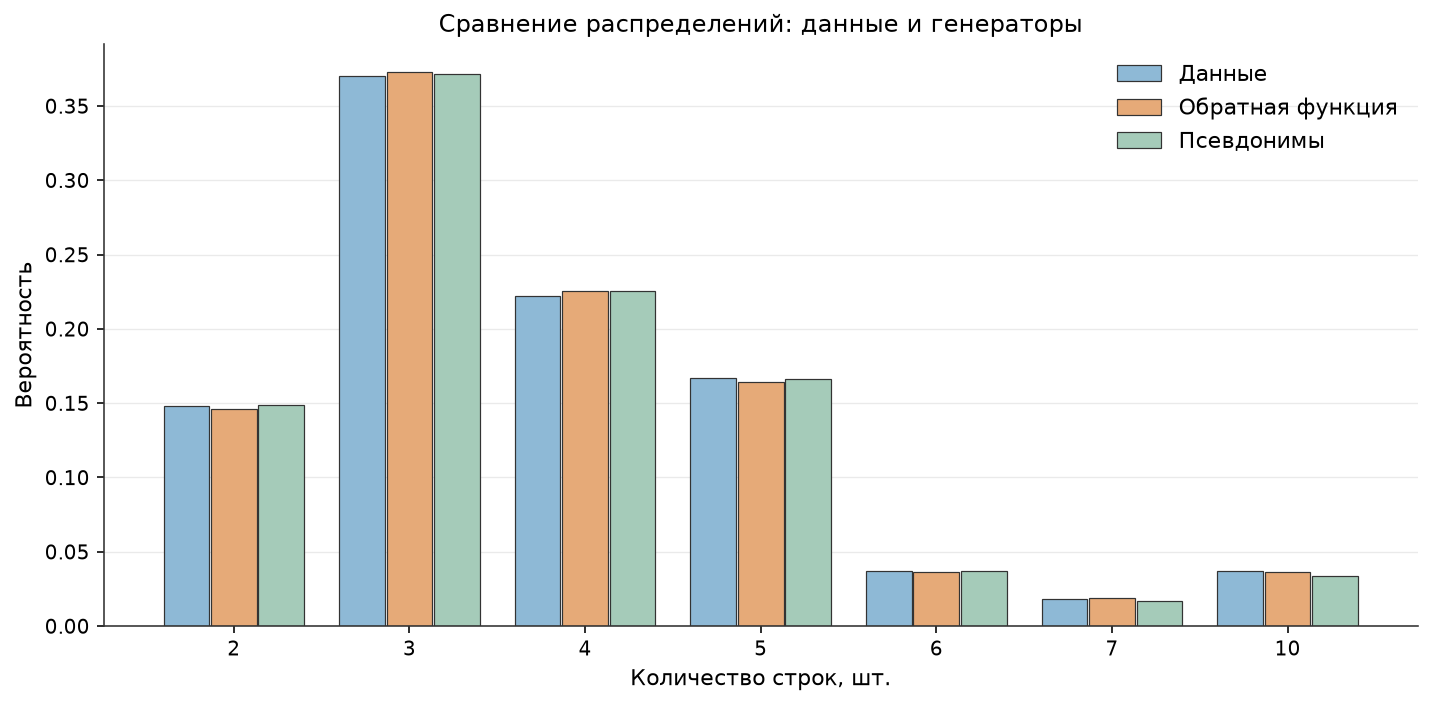 Сравнение распределений: данные и генераторы
Данные
Обратная функция
Псевдонимы
Вероятность
0.35
0.30
0.25
0.20
0.15
0.10
0.05
0.00
2 3 4 5 6 7 10
Количество строк, шт.